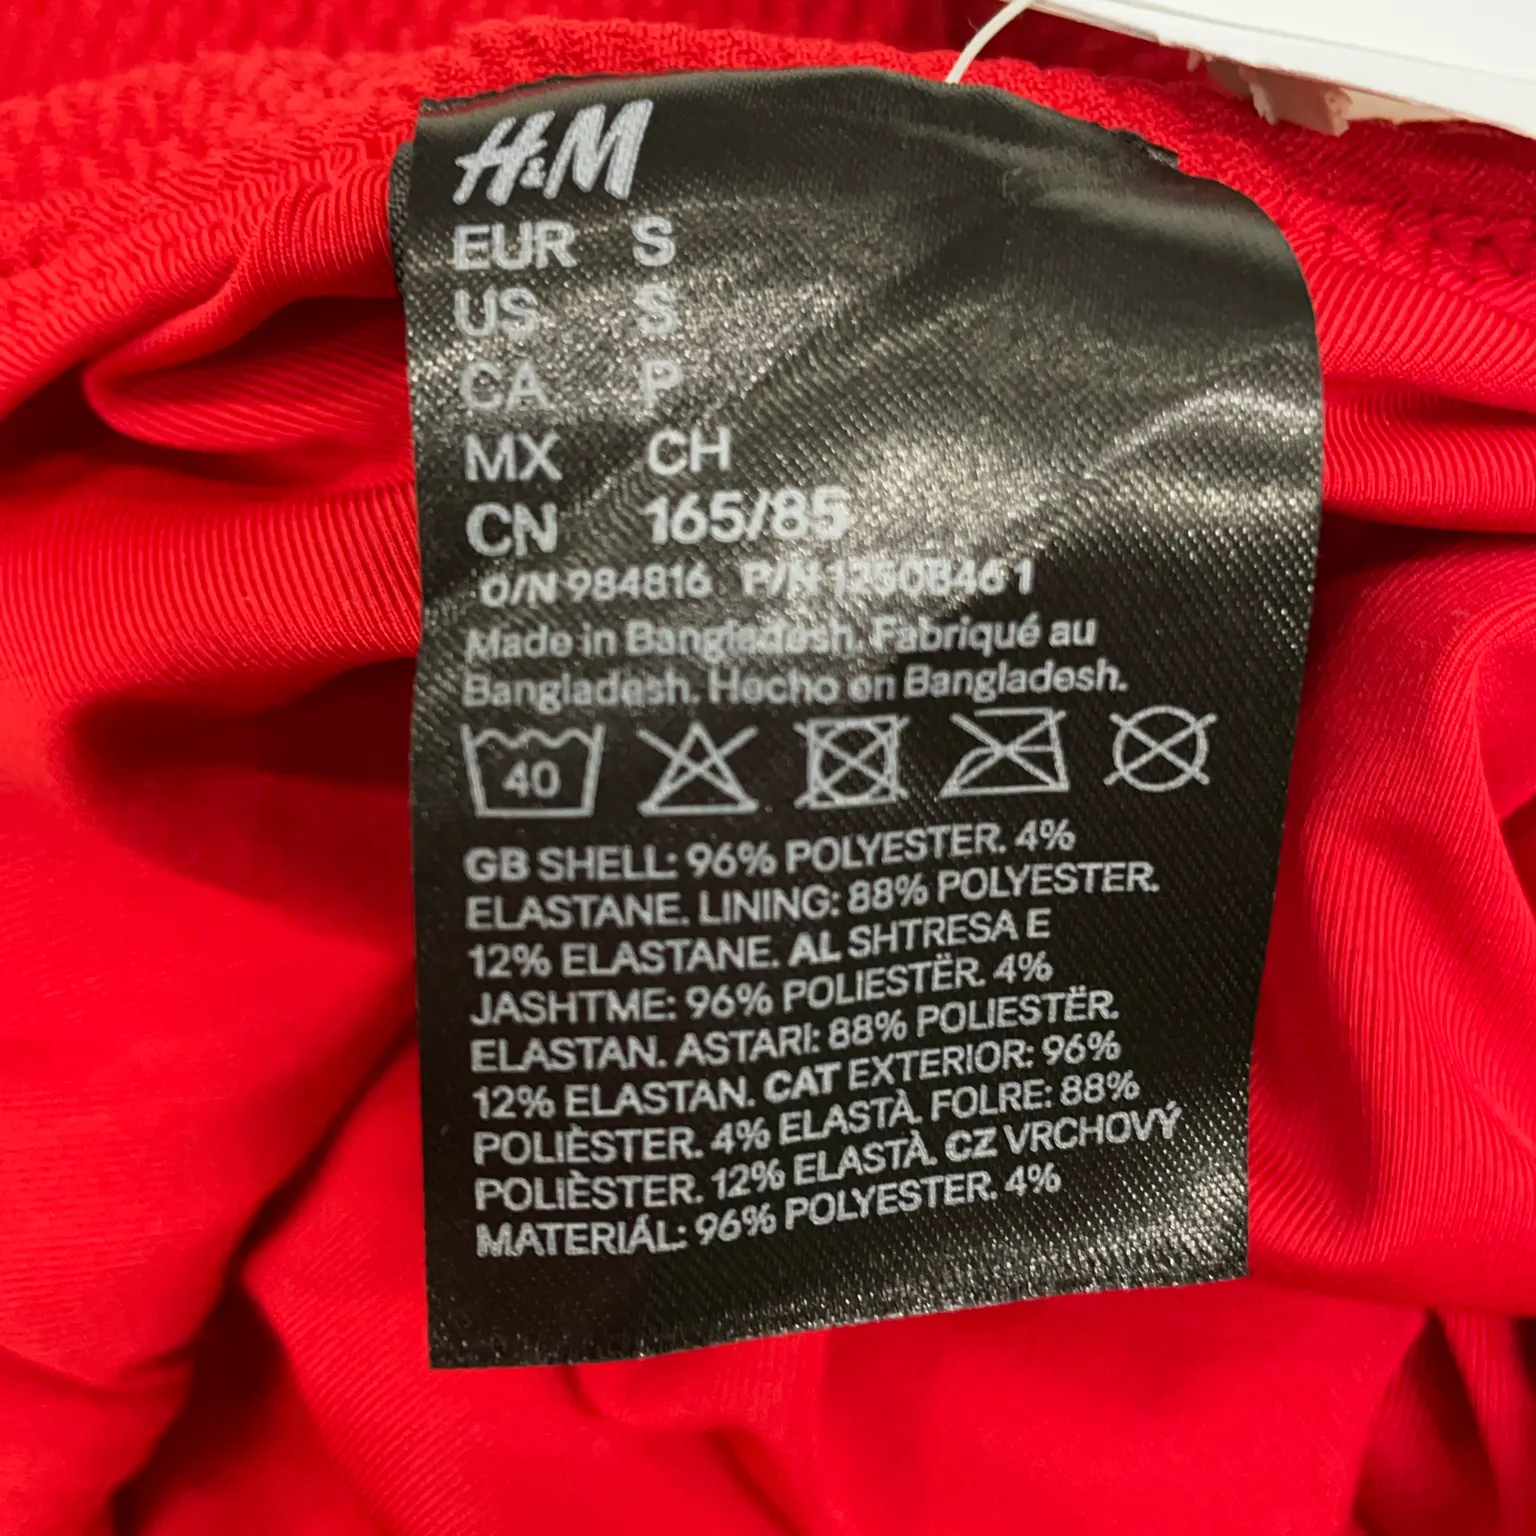 H&M
EUR S
US S
CA P
MX CH
CN 165/85
O/N 984816 P/N 1250846 1
Made in Bangladesh. Fabriqué au
Bangladesh. Hecho en Bangladesh.
40
GB SHELL: 96% POLYESTER. 4%
ELASTANE. LINING: 88% POLYESTER.
12% ELASTANE. AL SHTRESA E
JASHTME: 96% POLIESTËR. 4%
ELASTAN. ASTARI: 88% POLIESTËR.
12% ELASTAN. CAT EXTERIOR: 96%
POLIÈSTER. 4% ELASTÀ. FOLRE: 88%
POLIÈSTER. 12% ELASTÀ. CZ VRCHOVÝ
MATERIÁL: 96% POLYESTER. 4%